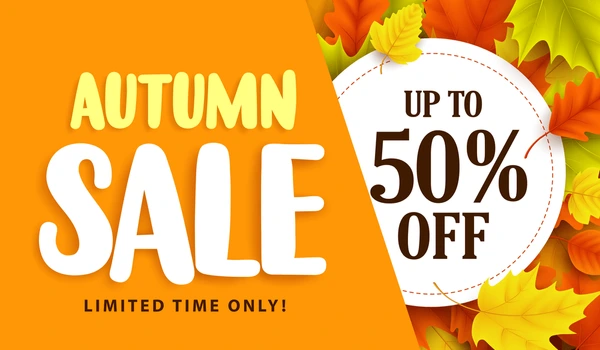 AUTUMN
SALE
LIMITED TIME ONLY!
UP TO
50%
OFF